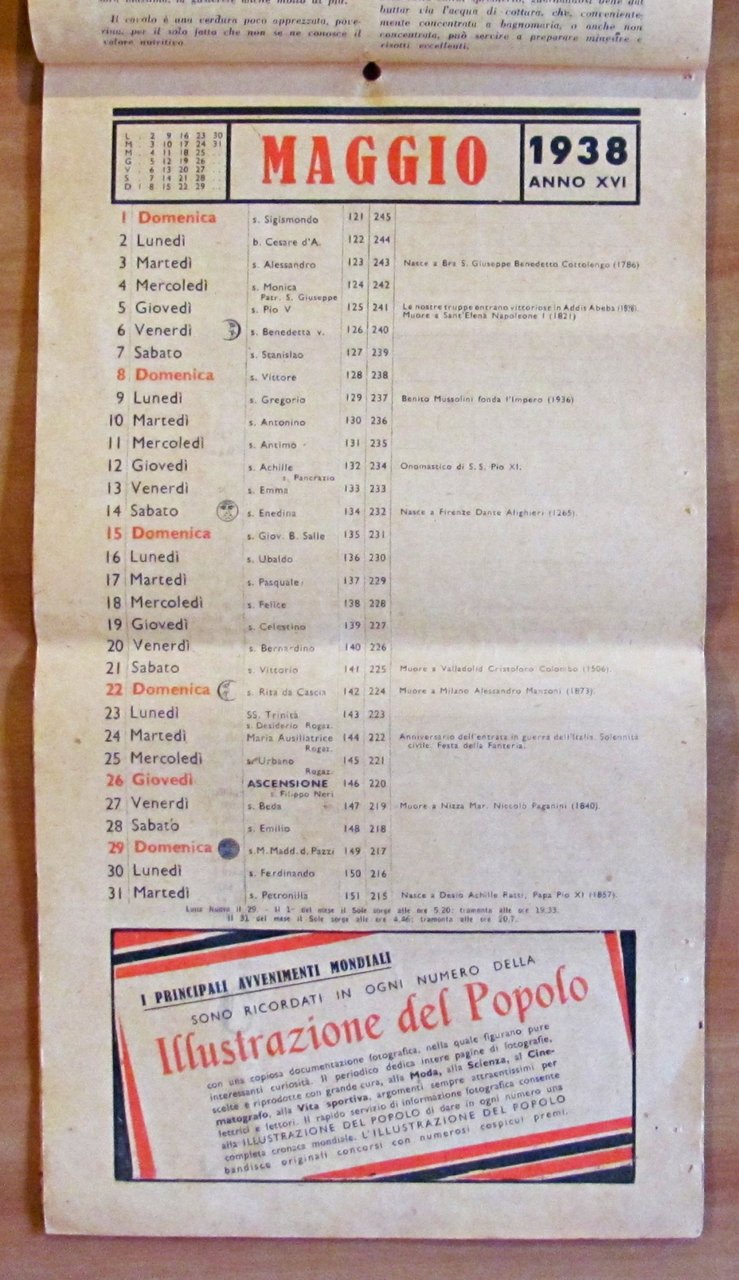 Il cavolo è una verdura poco apprezzata, pove-
rina, per il solo fatto che non se ne conosce il
valore nutritivo
buttar via l'acqua di cottura, che, conveniente-
mente concentrata a bagnomaria, o anche non
concentrata, può servire a preparare minestre e
risotti eccellenti.
L . 2 9 16 23 30
M . 3 10 17 24 31
M . 4 11 18 25 ..
G . 5 12 19 26 ..
V . 6 13 20 27 ..
S . 7 14 21 28 ..
D 1 8 15 22 29 ..
MAGGIO
1938
ANNO XVI
1 Domenica s. Sigismondo 121 245
2 Lunedì b. Cesare d'A. 122 244
3 Martedì s. Alessandro 123 243 Nasce a Bra S. Giuseppe Benedetto Cottolengo (1786)
4 Mercoledì s. Monica 124 242
Patr. S. Giuseppe
5 Giovedì s. Pio V 125 241 Le nostre truppe entrano vittoriose in Addis Abeba
Muore a Sant'Elena Napoleone I (1821)
6 Venerdì s. Benedetta v. 126 240
7 Sabato s. Stanislao 127 239
8 Domenica s. Vittore 128 238
9 Lunedì s. Gregorio 129 237 Benito Mussolini fonda l'Impero (1936)
10 Martedì s. Antonino 130 236
11 Mercoledì s. Antimo 131 235
12 Giovedì s. Achille 132 234 Onomastico di S. S. Pio XI.
s. Pancrazio
13 Venerdì s. Emma 133 233
14 Sabato s. Enedina 134 232 Nasce a Firenze Dante Alighieri (1265).
15 Domenica s. Giov. B. Salle 135 231
16 Lunedì s. Ubaldo 136 230
17 Martedì s. Pasquale 137 229
18 Mercoledì s. Felice 138 228
19 Giovedì s. Celestino 139 227
20 Venerdì s. Bernardino 140 226
21 Sabato s. Vittorio 141 225 Muore a Valladolid Cristoforo Colombo (1506).
22 Domenica s. Rita da Cascia 142 224 Muore a Milano Alessandro Manzoni (1873).
23 Lunedì SS. Trinità 143 223
s. Desiderio Rogaz.
24 Martedì Maria Ausiliatrice 144 222 Anniversario dell'entrata in guerra dell'Italia. Solennità
Rogaz. civile. Festa della Fanteria.
25 Mercoledì s. Urbano 145 221
Rogaz.
26 Giovedì ASCENSIONE 146 220
s. Filippo Neri
27 Venerdì s. Beda 147 219 Muore a Nizza Mar. Niccolò Paganini (1840).
28 Sabato s. Emilio 148 218
29 Domenica s. M. Madd. d. Pazzi 149 217
30 Lunedì s. Ferdinando 150 216
31 Martedì s. Petronilla 151 215 Nasce a Desio Achille Ratti, Papa Pio XI (1857).
Luna Nuova il 29. - Il 1° del mese il Sole sorge alle ore 5.20; tramonta alle ore 19.33.
Il 31 del mese il Sole sorge alle ore 4.46; tramonta alle ore 20.7.
I PRINCIPALI AVVENIMENTI MONDIALI
SONO RICORDATI IN OGNI NUMERO DELLA
Illustrazione del Popolo
con una copiosa documentazione fotografica, nella quale figurano pure
interessanti curiosità. Il periodico dedica intere pagine di fotografie,
scelte e riprodotte con grande cura, alla Moda, alla Scienza, al Cine-
matografo, alla Vita sportiva, argomenti sempre attraentissimi per
lettrici e lettori. Il rapido servizio di informazione fotografica consente
alla ILLUSTRAZIONE DEL POPOLO di dare in ogni numero una
completa cronaca mondiale. L'ILLUSTRAZIONE DEL POPOLO
bandisce originali concorsi con numerosi cospicui premi.